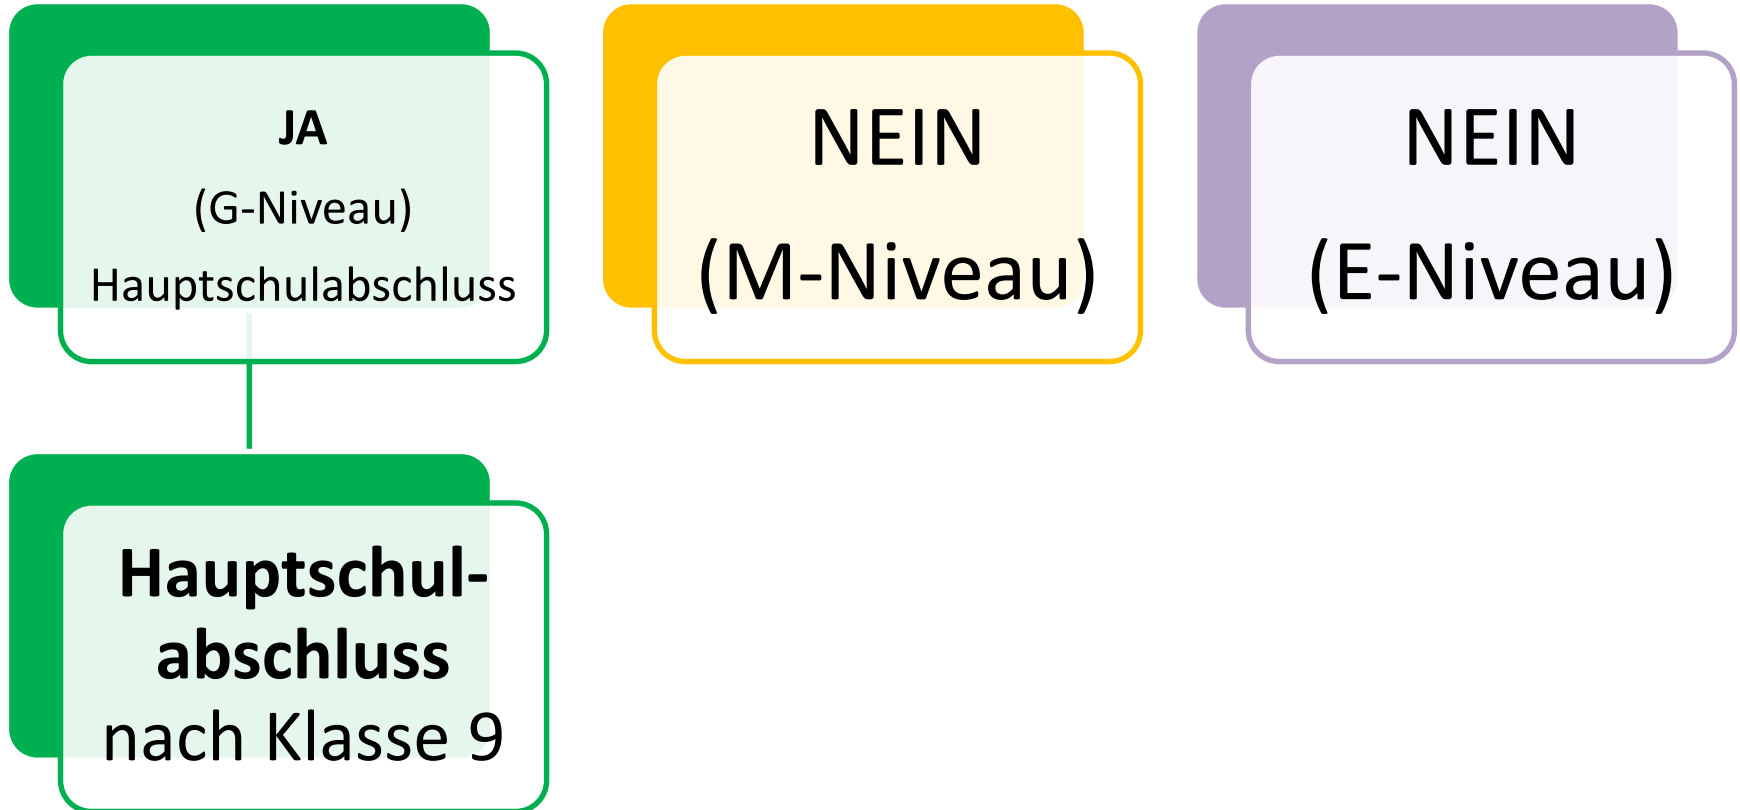 JA
(G-Niveau)
Hauptschulabschluss
NEIN
(M-Niveau)
NEIN
(E-Niveau)
Hauptschul-
abschluss
nach Klasse 9